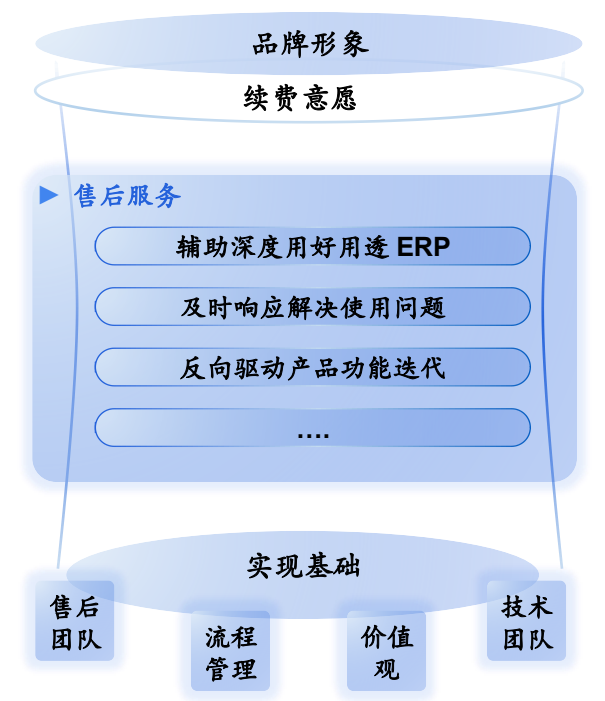 品牌形象
续费意愿
售后服务
辅助深度用好用透 ERP
及时响应解决使用问题
反向驱动产品功能迭代
....
实现基础
售后
团队
流程
管理
价值
观
技术
团队